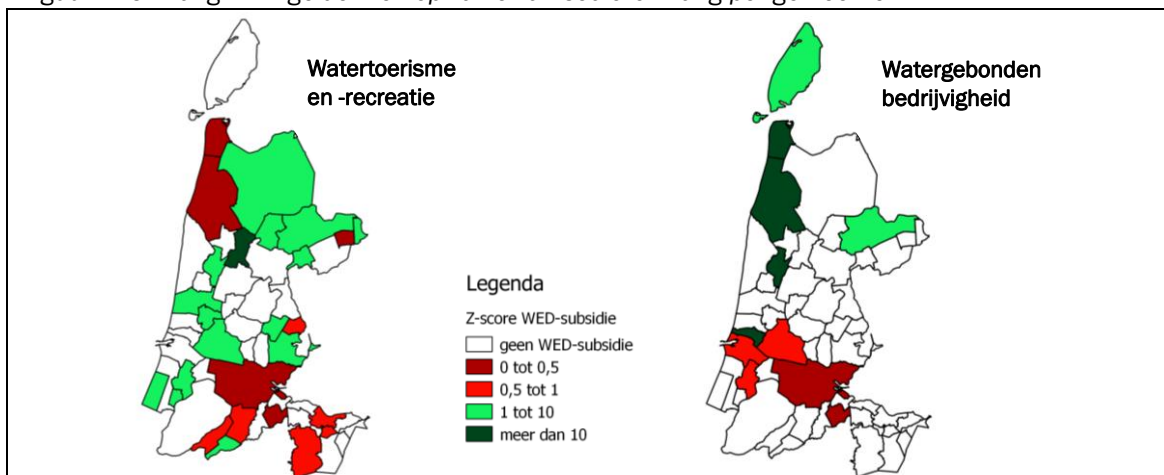 Watertoerisme
en -recreatie
Watergebonden
bedrijvigheid
Legenda
Z-score WED-subsidie
geen WED-subsidie
0 tot 0,5
0,5 tot 1
1 tot 10
meer dan 10